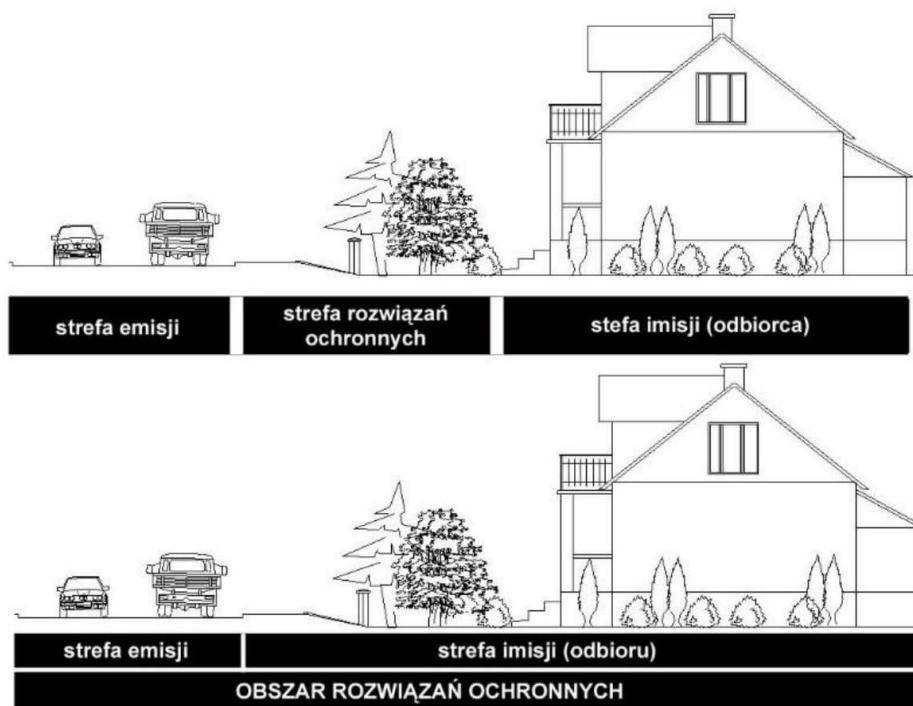 strefa emisji
strefa rozwiązań
ochronnych
stefa imisji (odbiorca)
strefa emisji
strefa imisji (odbioru)
OBSZAR ROZWIĄZAŃ OCHRONNYCH